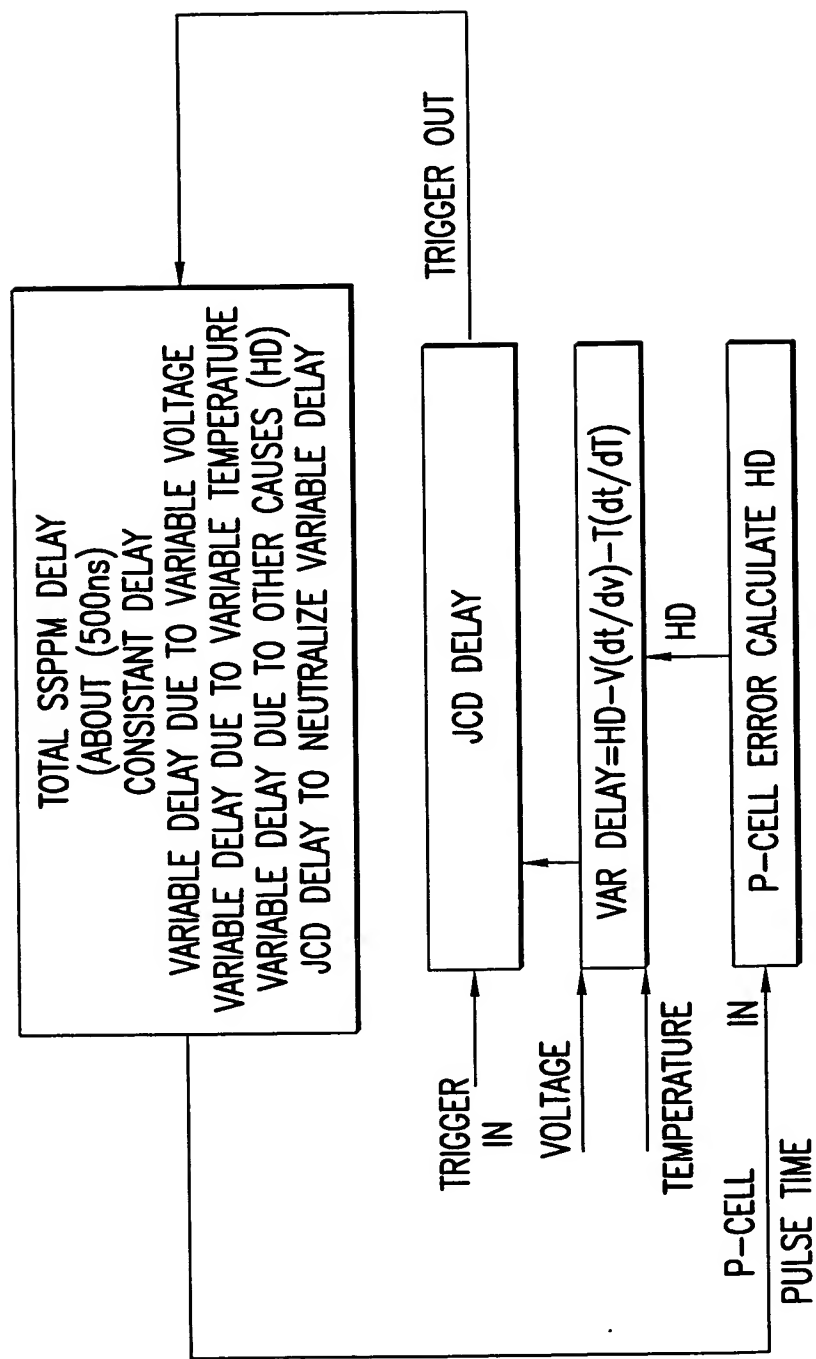 TOTAL SSPPM DELAY
(ABOUT (500ns)
CONSISTANT DELAY
VARIABLE DELAY DUE TO VARIABLE VOLTAGE
VARIABLE DELAY DUE TO VARIABLE TEMPERATURE
VARIABLE DELAY DUE TO OTHER CAUSES (HD)
JCD DELAY TO NEUTRALIZE VARIABLE DELAY
TRIGGER
IN
JCD DELAY
TRIGGER OUT
VOLTAGE
TEMPERATURE
VAR DELAY=HD-V(dt/dv)-T(dt/dT)
HD
P-CELL
IN
PULSE TIME
P-CELL ERROR CALCULATE HD